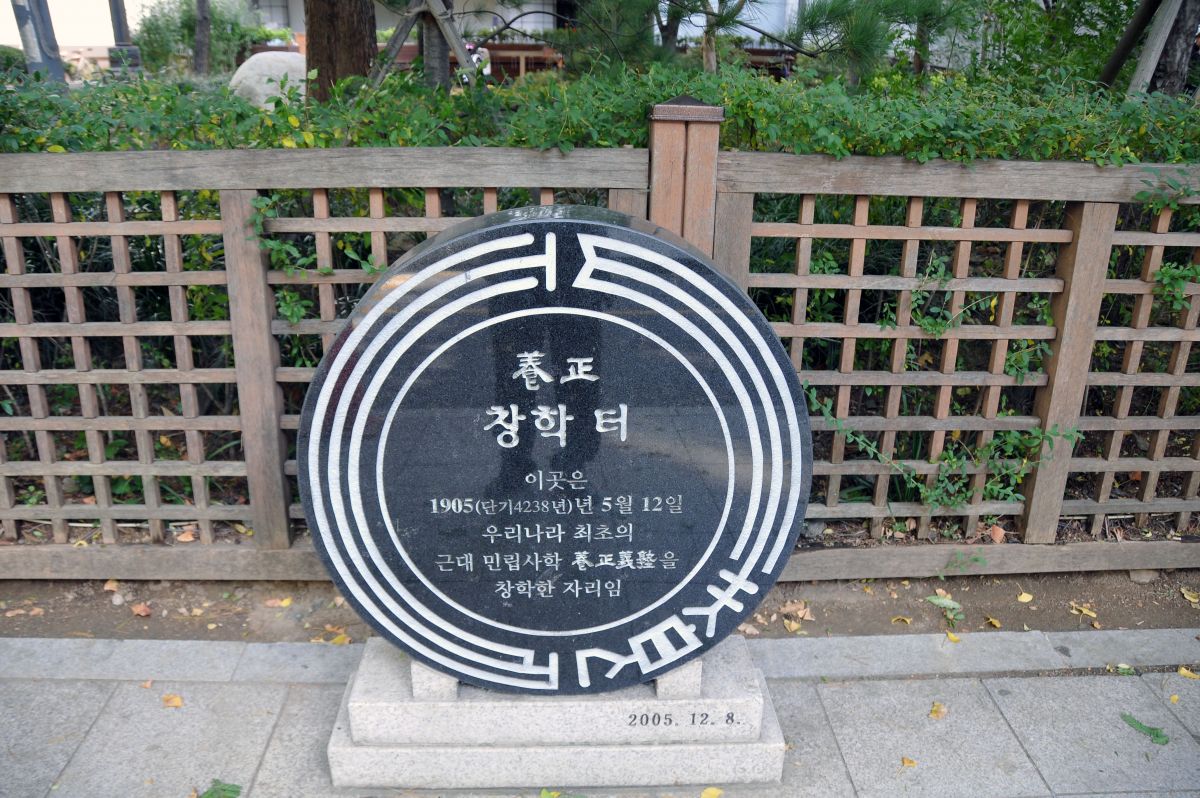 養正
창학 터
이곳은
1905(단기4238년)년 5월 12일
우리나라 최초의
근대 민립사학 養正義塾을
창학한 자리임
2005. 12. 8.